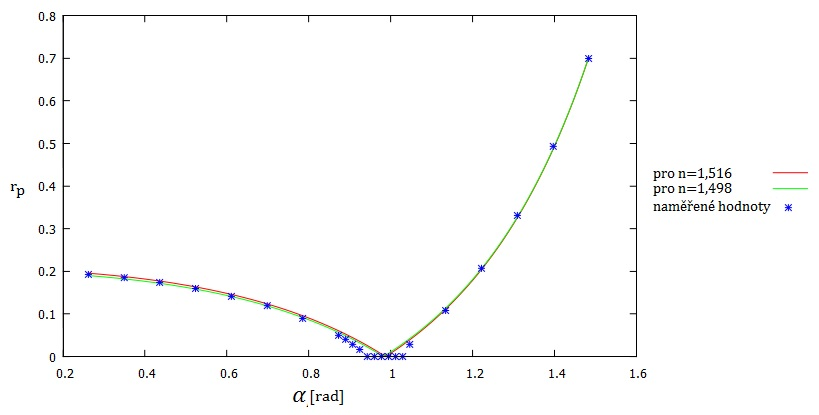 0.8
0.7
0.6
0.5
0.4
0.3
0.2
0.1
0
rp
0.2 0.4 0.6 0.8 1 1.2 1.4 1.6
α [rad]
pro n=1,516
pro n=1,498
naměřené hodnoty